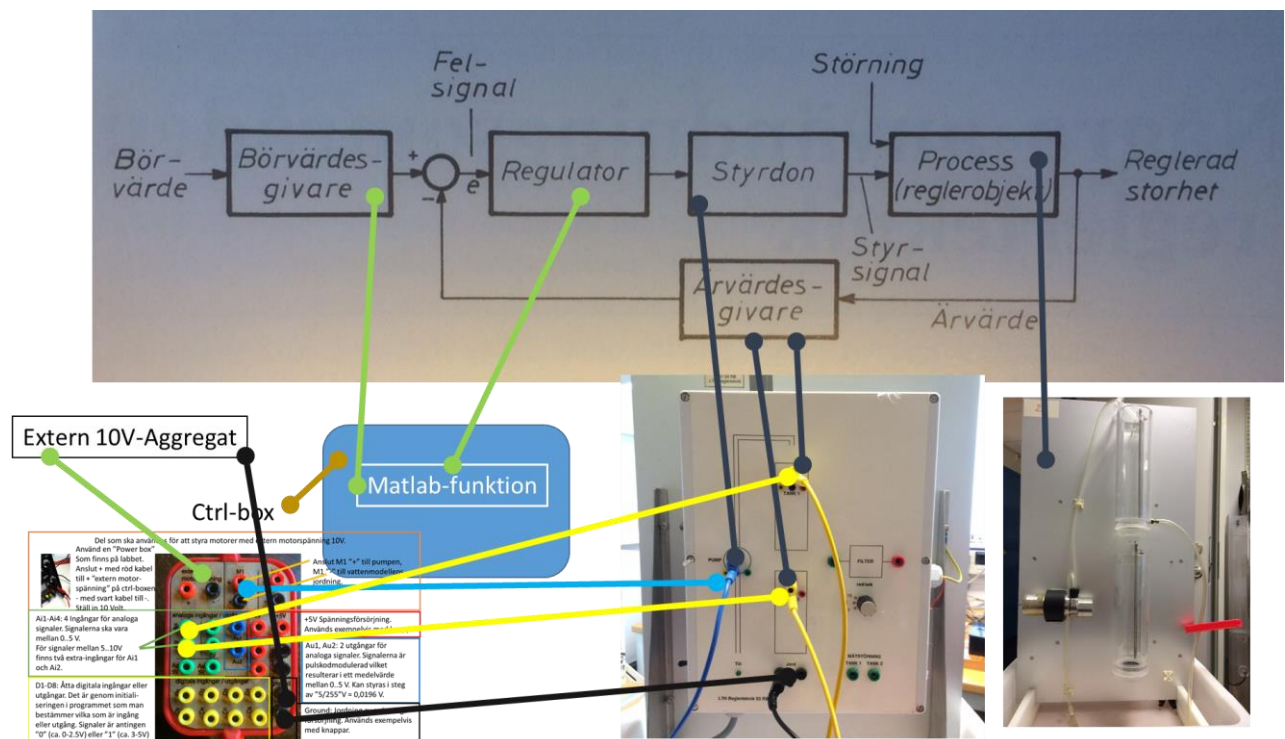 Fel-
signal
Störning
Bör-
värde
Börvärdes-
givare
+
−
e
Regulator
Styrdon
Process
(reglerobjekt)
Reglerad
storhet
Styr-
signal
Ärvärdes-
givare
Ärvärde
Extern 10V-Aggregat
Matlab-funktion
Ctrl-box
Del som ska för att styra motorer med extern motorspänning 10V.
Använd en "Power box"
Som finns på labbet.
Anslut + med röd kabel
till + "extern motor-
spänning" på ctrl-boxen
- med svart kabel till-.
Ställ in 10 Volt.
Anslut M1 "+" till pumpen,
M1 till vattenmodellens
jordning.
M1
Ai1-Ai4: 4 Ingångar för analoga
signaler. Signalerna ska vara
mellan 0..5 V.
För signaler mellan 5..10V
finns två extra-ingångar för Ai1
och Ai2.
+5V
+5V Spänningsförsörjning.
Används exempelvis
Au1, Au2: 2 utgångar för
analoga signaler. Signalerna är
pulskodmodulerad vilket
resulterar i ett medelvärde
mellan 0..5 V. Kan styras i steg
av "5/255"V = 0,0196 V.
D1-D8: Åtta digitala ingångar eller
utgångar. Det är genom initiali-
seringen i programmet som man
bestämmer vilka som är ingång
eller utgång. Signaler är antingen
"0" (ca. 0-2.5V) eller "1" (ca. 3-5V)
Ground: Jordning
försörjning. Används exempelvis
med knappar.
TANK 1
PUMP
FILTER
MÄTSTÖRNING
TANK 1 TANK 2